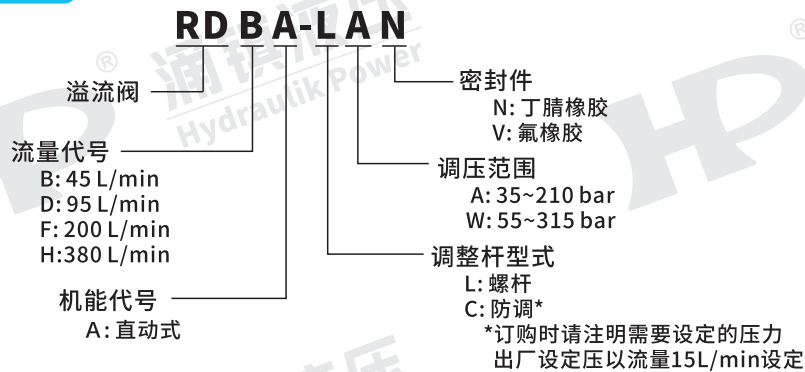 RDBA-LAN
溢流阀
流量代号
B: 45 L/min
D: 95 L/min
F: 200 L/min
H:380 L/min
机能代号
A: 直动式
密封件
N: 丁腈橡胶
V: 氟橡胶
调压范围
A: 35~210 bar
W: 55~315 bar
调整杆型式
L: 螺杆
C: 防调*
*订购时请注明需要设定的压力
出厂设定压以流量15L/min设定
Hydraulik Power
HP
®